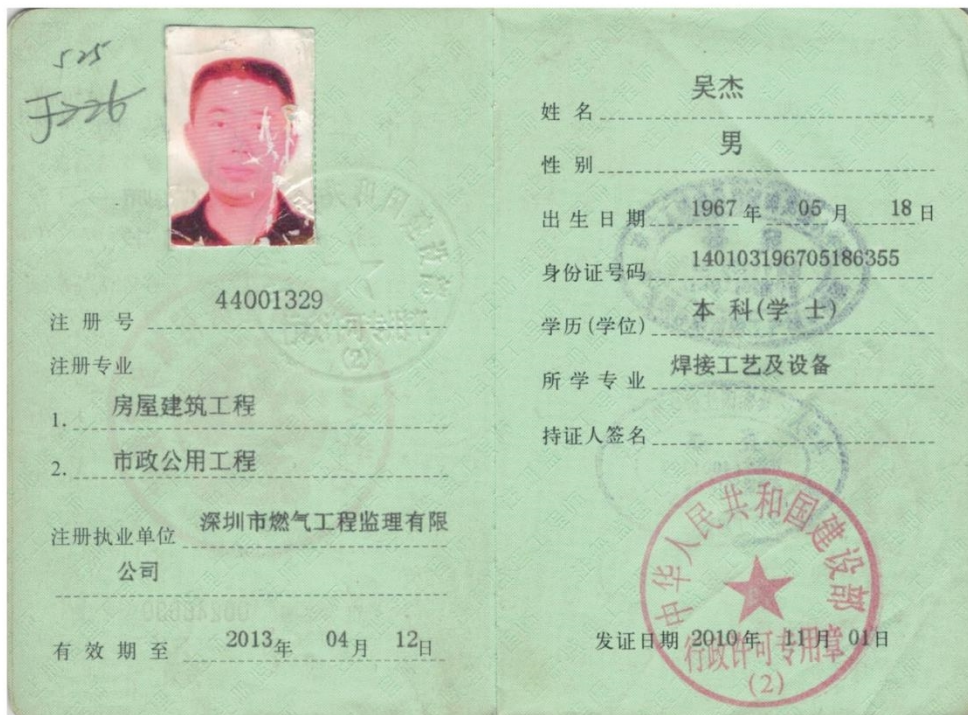 525
注册号 44001329
注册专业
1. 房屋建筑工程
2. 市政公用工程
注册执业单位 深圳市燃气工程监理有限
公司
有效期至 2013年 04月 12日
姓名 吴杰
性别 男
出生日期 1967年 05月 18日
身份证号码 140103196705186355
学历(学位) 本科(学士)
所学专业 焊接工艺及设备
持证人签名
中华人民共和国建设部
发证日期 2010年 11月 01日
行政许可专用章
(2)